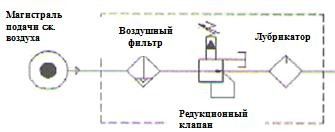 Магистраль
подачи сж.
воздуха
Воздушный
фильтр
Лубрикатор
Редукционный
клапан